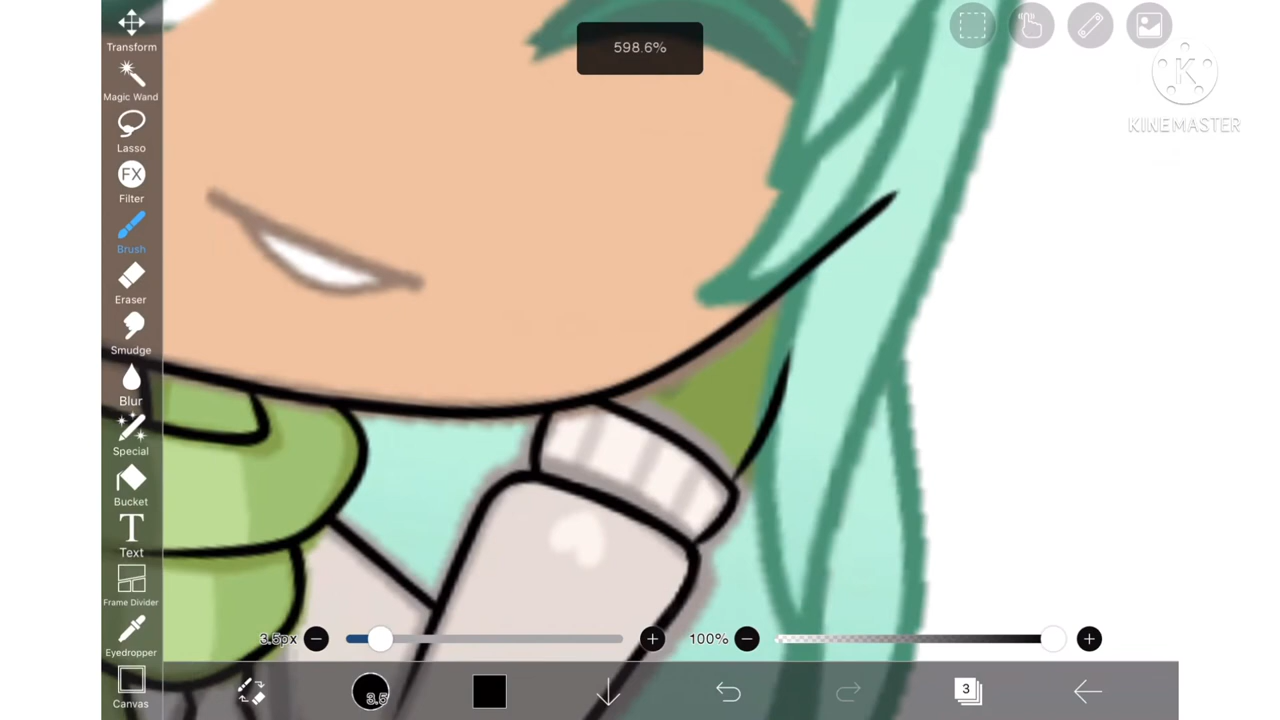 598.6%
K
KINEMASTER
Transform
Magic Wand
Lasso
FX
Filter
Brush
Eraser
Smudge
Blur
Special
Bucket
T
Text
Frame Divider
Eyedropper
Canvas
3.5px
100%
3.5
3